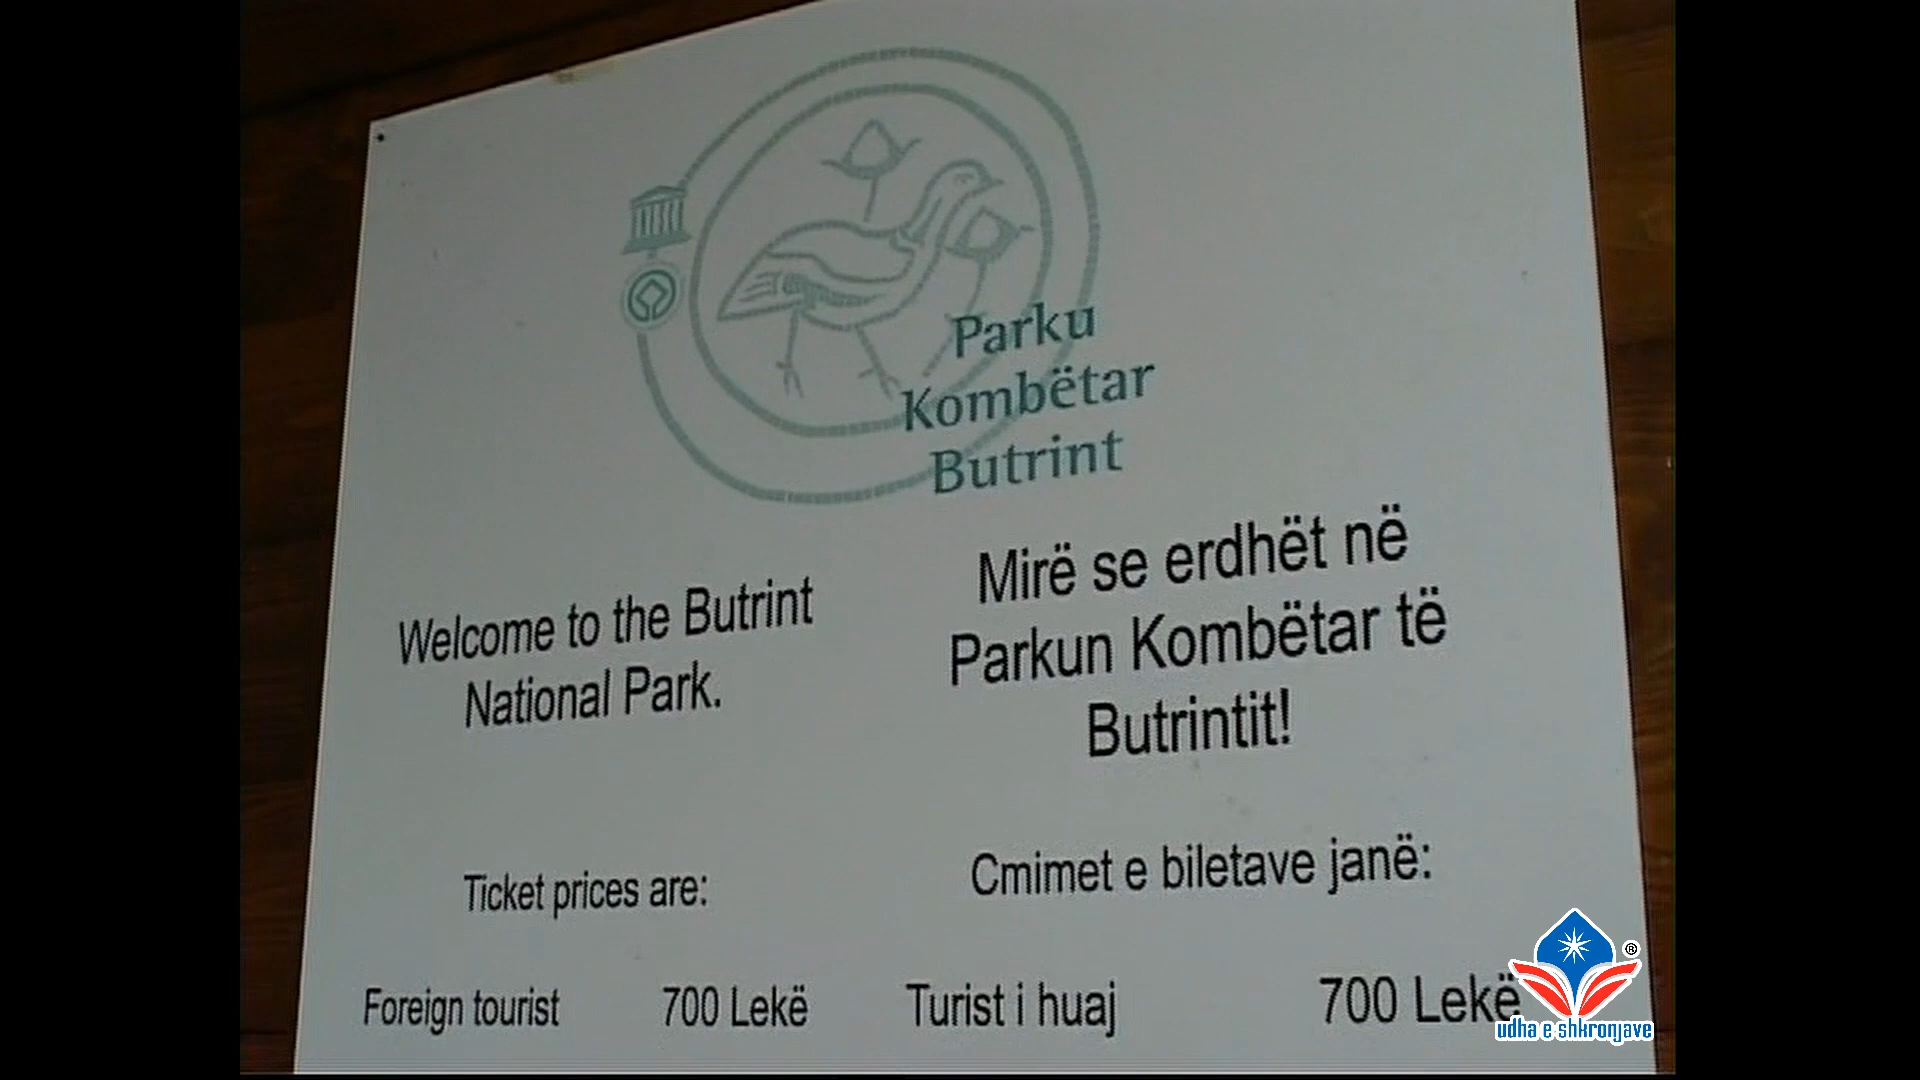 Parku
Kombëtar
Butrint
Welcome to the Butrint
National Park.
Mirë se erdhët në
Parkun Kombëtar të
Butrintit!
Ticket prices are:
Cmimet e biletave janë:
Foreign tourist 700 Lekë
Turist i huaj 700 Lekë
®
udha e shkronjave